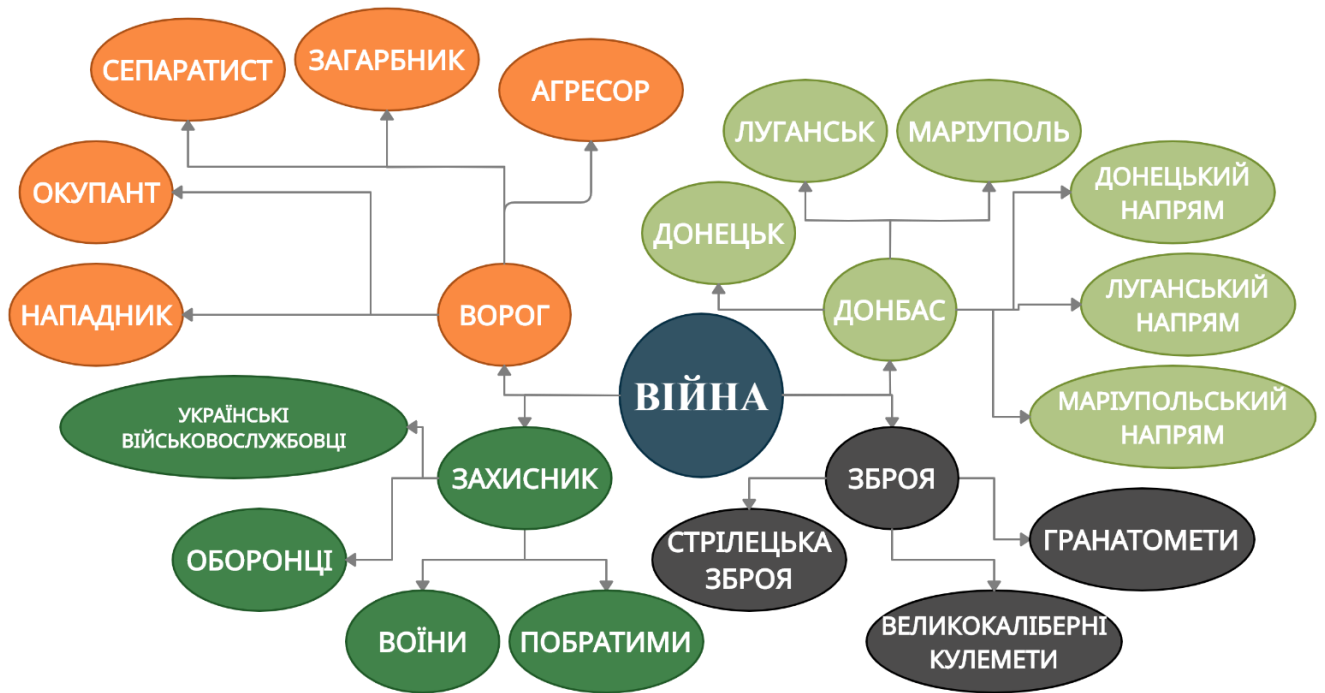 СЕПАРАТИСТ
ЗАГАРБНИК
АГРЕСОР
ОКУПАНТ
НАПАДНИК
ВОРОГ
ЛУГАНСЬК
МАРІУПОЛЬ
ДОНЕЦЬК
ДОНБАС
ДОНЕЦЬКИЙ
НАПРЯМ
ЛУГАНСЬКИЙ
НАПРЯМ
МАРІУПОЛЬСЬКИЙ
НАПРЯМ
ВІЙНА
УКРАЇНСЬКІ
ВІЙСЬКОВОСЛУЖБОВЦІ
ЗАХИСНИК
ОБОРОНЦІ
ВОЇНИ
ПОБРАТИМИ
ЗБРОЯ
СТРІЛЕЦЬКА
ЗБРОЯ
ГРАНАТОМЕТИ
ВЕЛИКОКАЛІБЕРНІ
КУЛЕМЕТИ